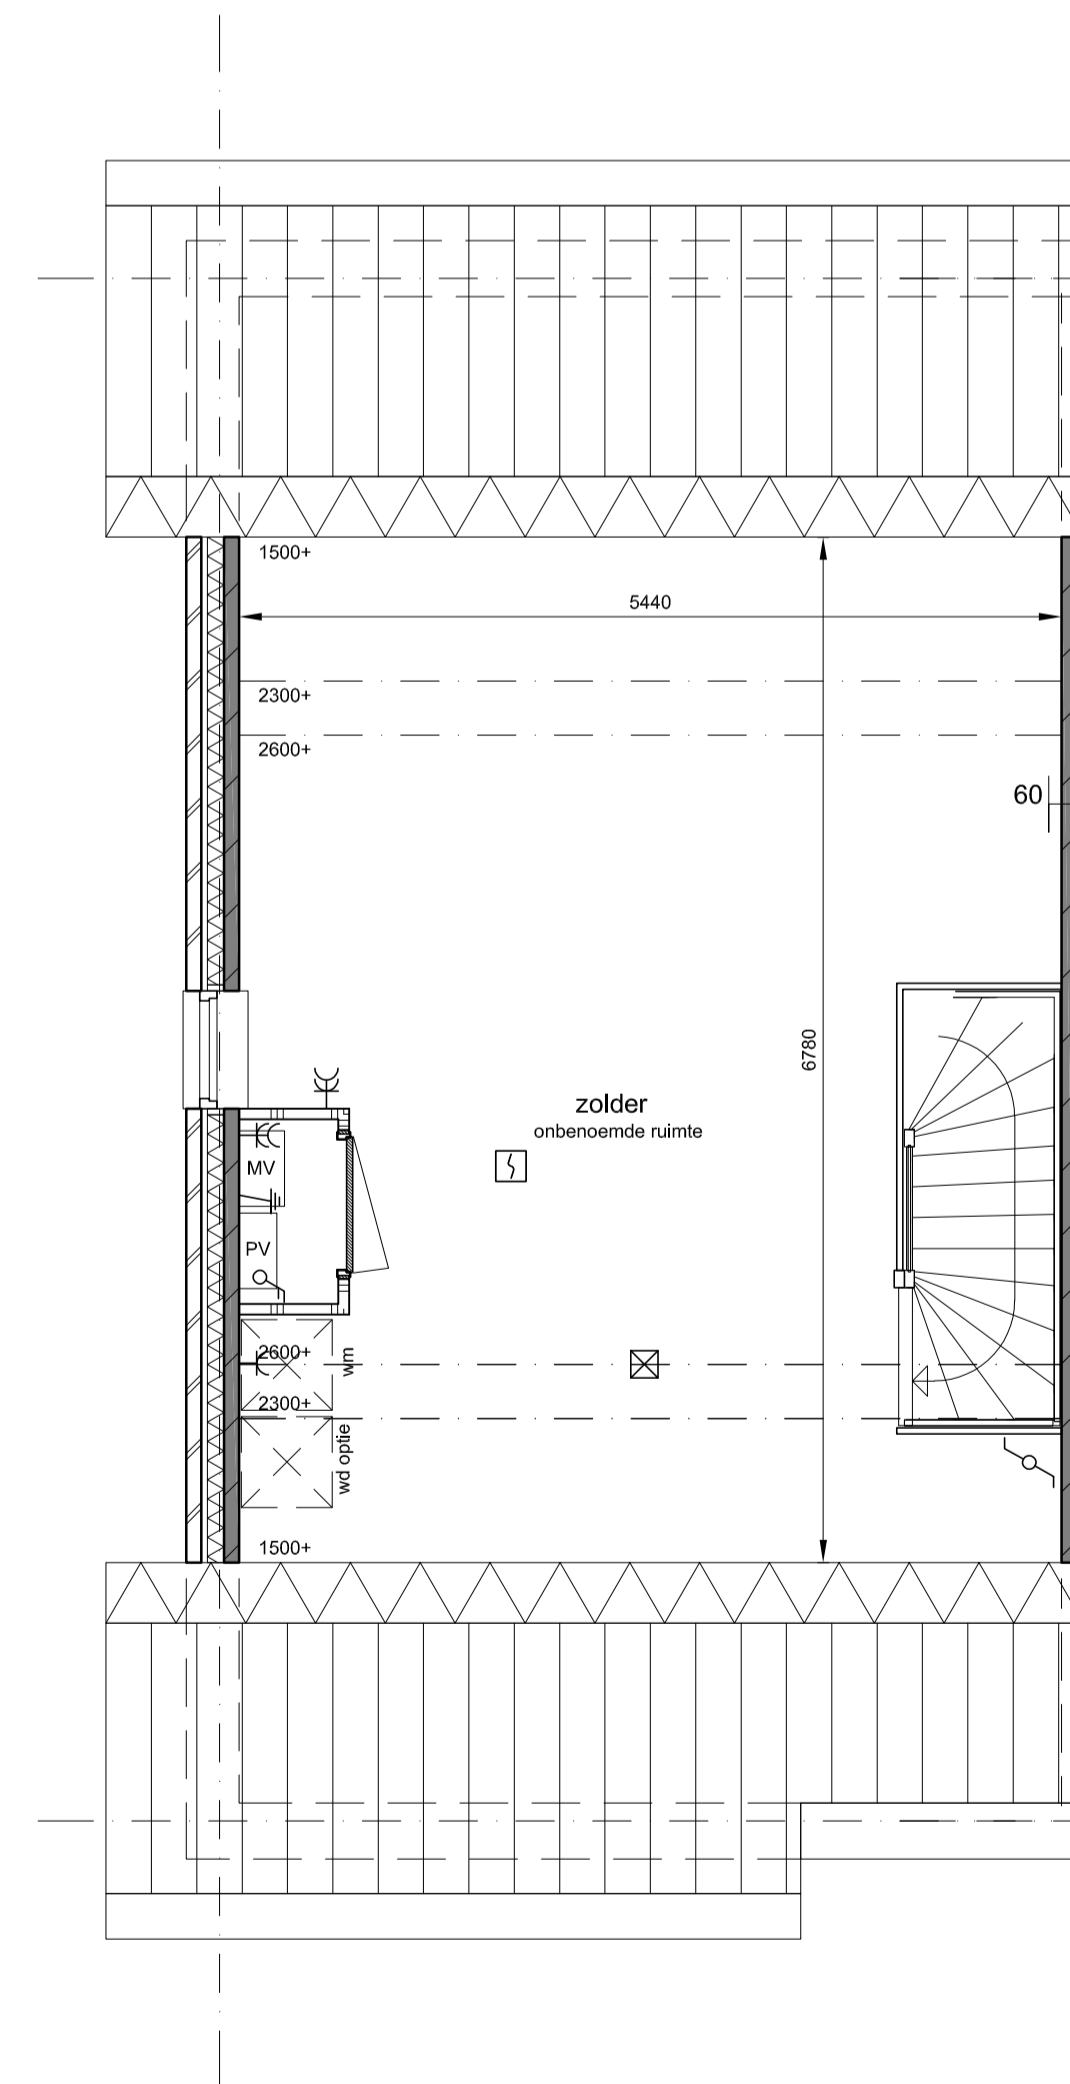 1500+
5440
2300+
2600+
60
6780
zolder
onbenoemde ruimte
MV
PV
2600+
wm
2300+
wd optie
1500+